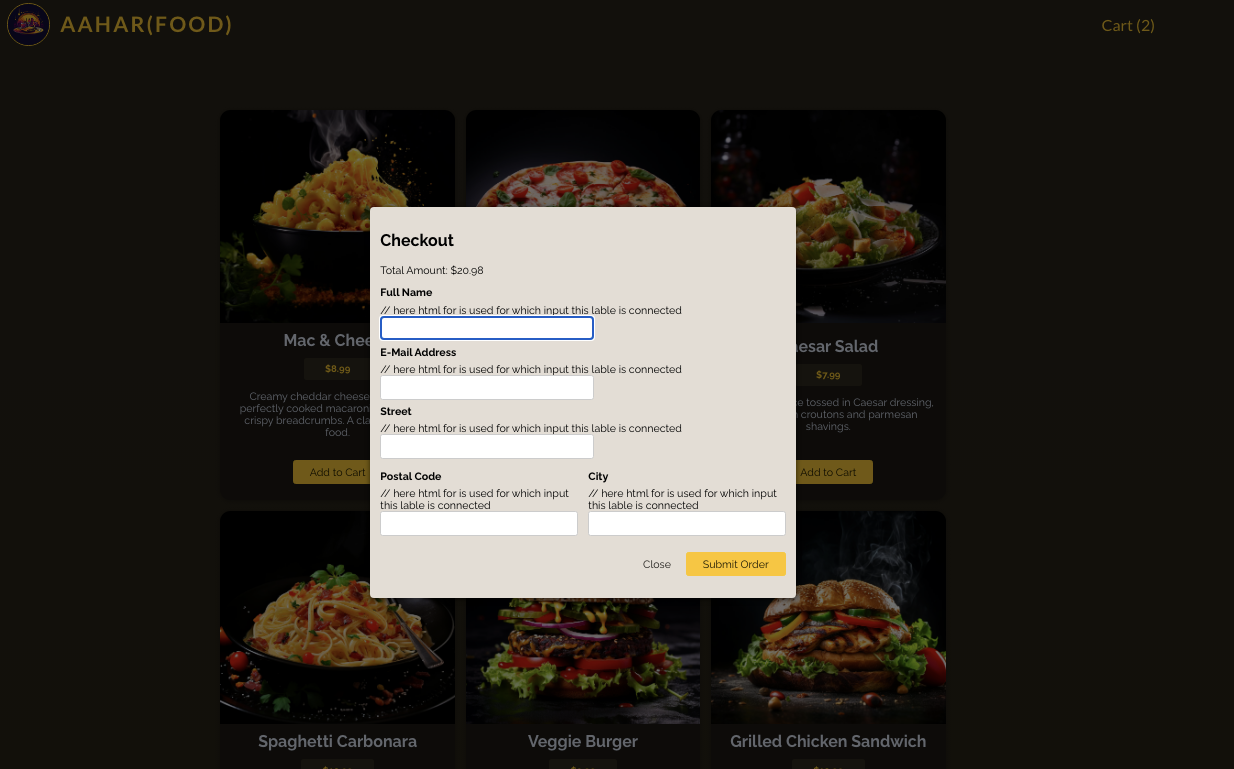 AAHAR(FOOD)
Cart (2)
Checkout
Total Amount: $20.98
Full Name
// here html for is used for which input this lable is connected
E-Mail Address
// here html for is used for which input this lable is connected
Street
// here html for is used for which input this lable is connected
Postal Code
// here html for is used for which input
this lable is connected
City
// here html for is used for which input
this lable is connected
Close
Submit Order
Mac & Chee
$8.99
Creamy cheddar cheese
perfectly cooked macaron
crispy breadcrumbs. A cla
food.
Add to Cart
esar Salad
$7.99
e tossed in Caesar dressing,
croutons and parmesan
shavings.
Add to Cart
Spaghetti Carbonara
Veggie Burger
Grilled Chicken Sandwich